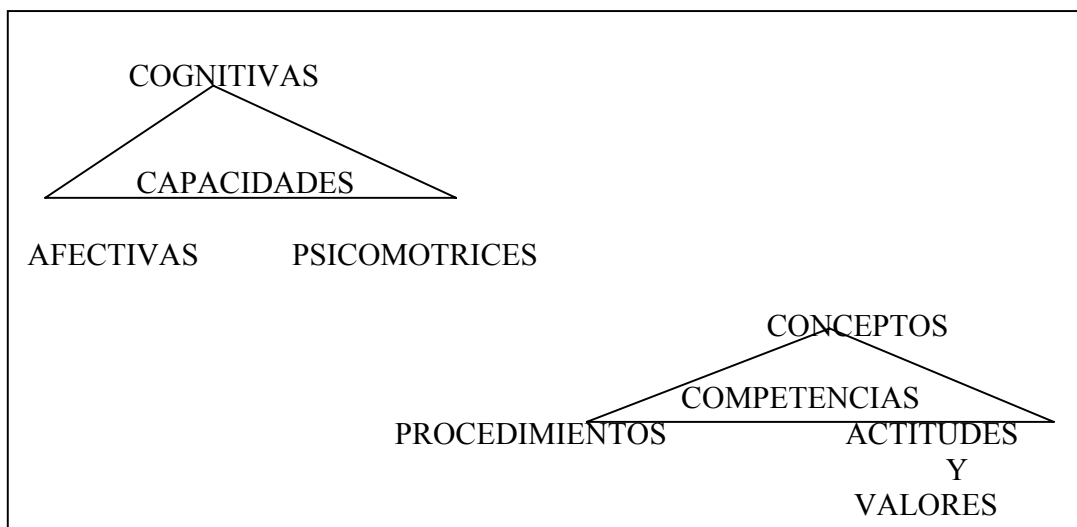 COGNITIVAS
CAPACIDADES
AFECTIVAS PSICOMOTRICES
CONCEPTOS
COMPETENCIAS
PROCEDIMIENTOS ACTITUDES
Y
VALORES